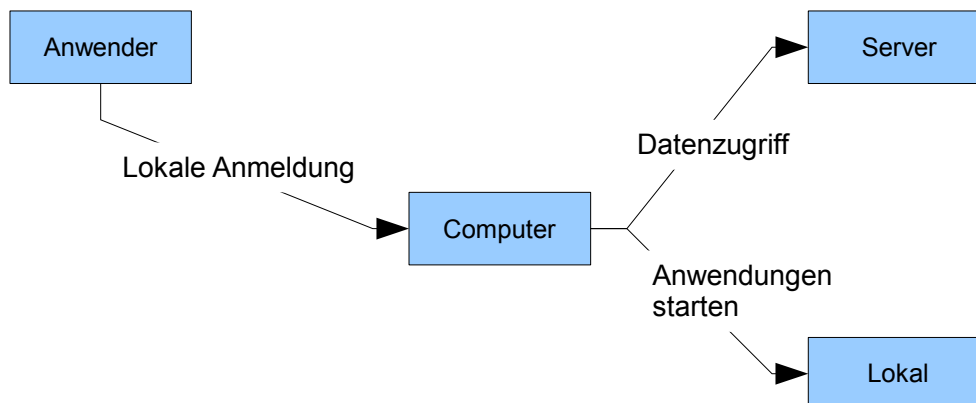 Anwender
Server
Datenzugriff
Lokale Anmeldung
Computer
Anwendungen
starten
Lokal